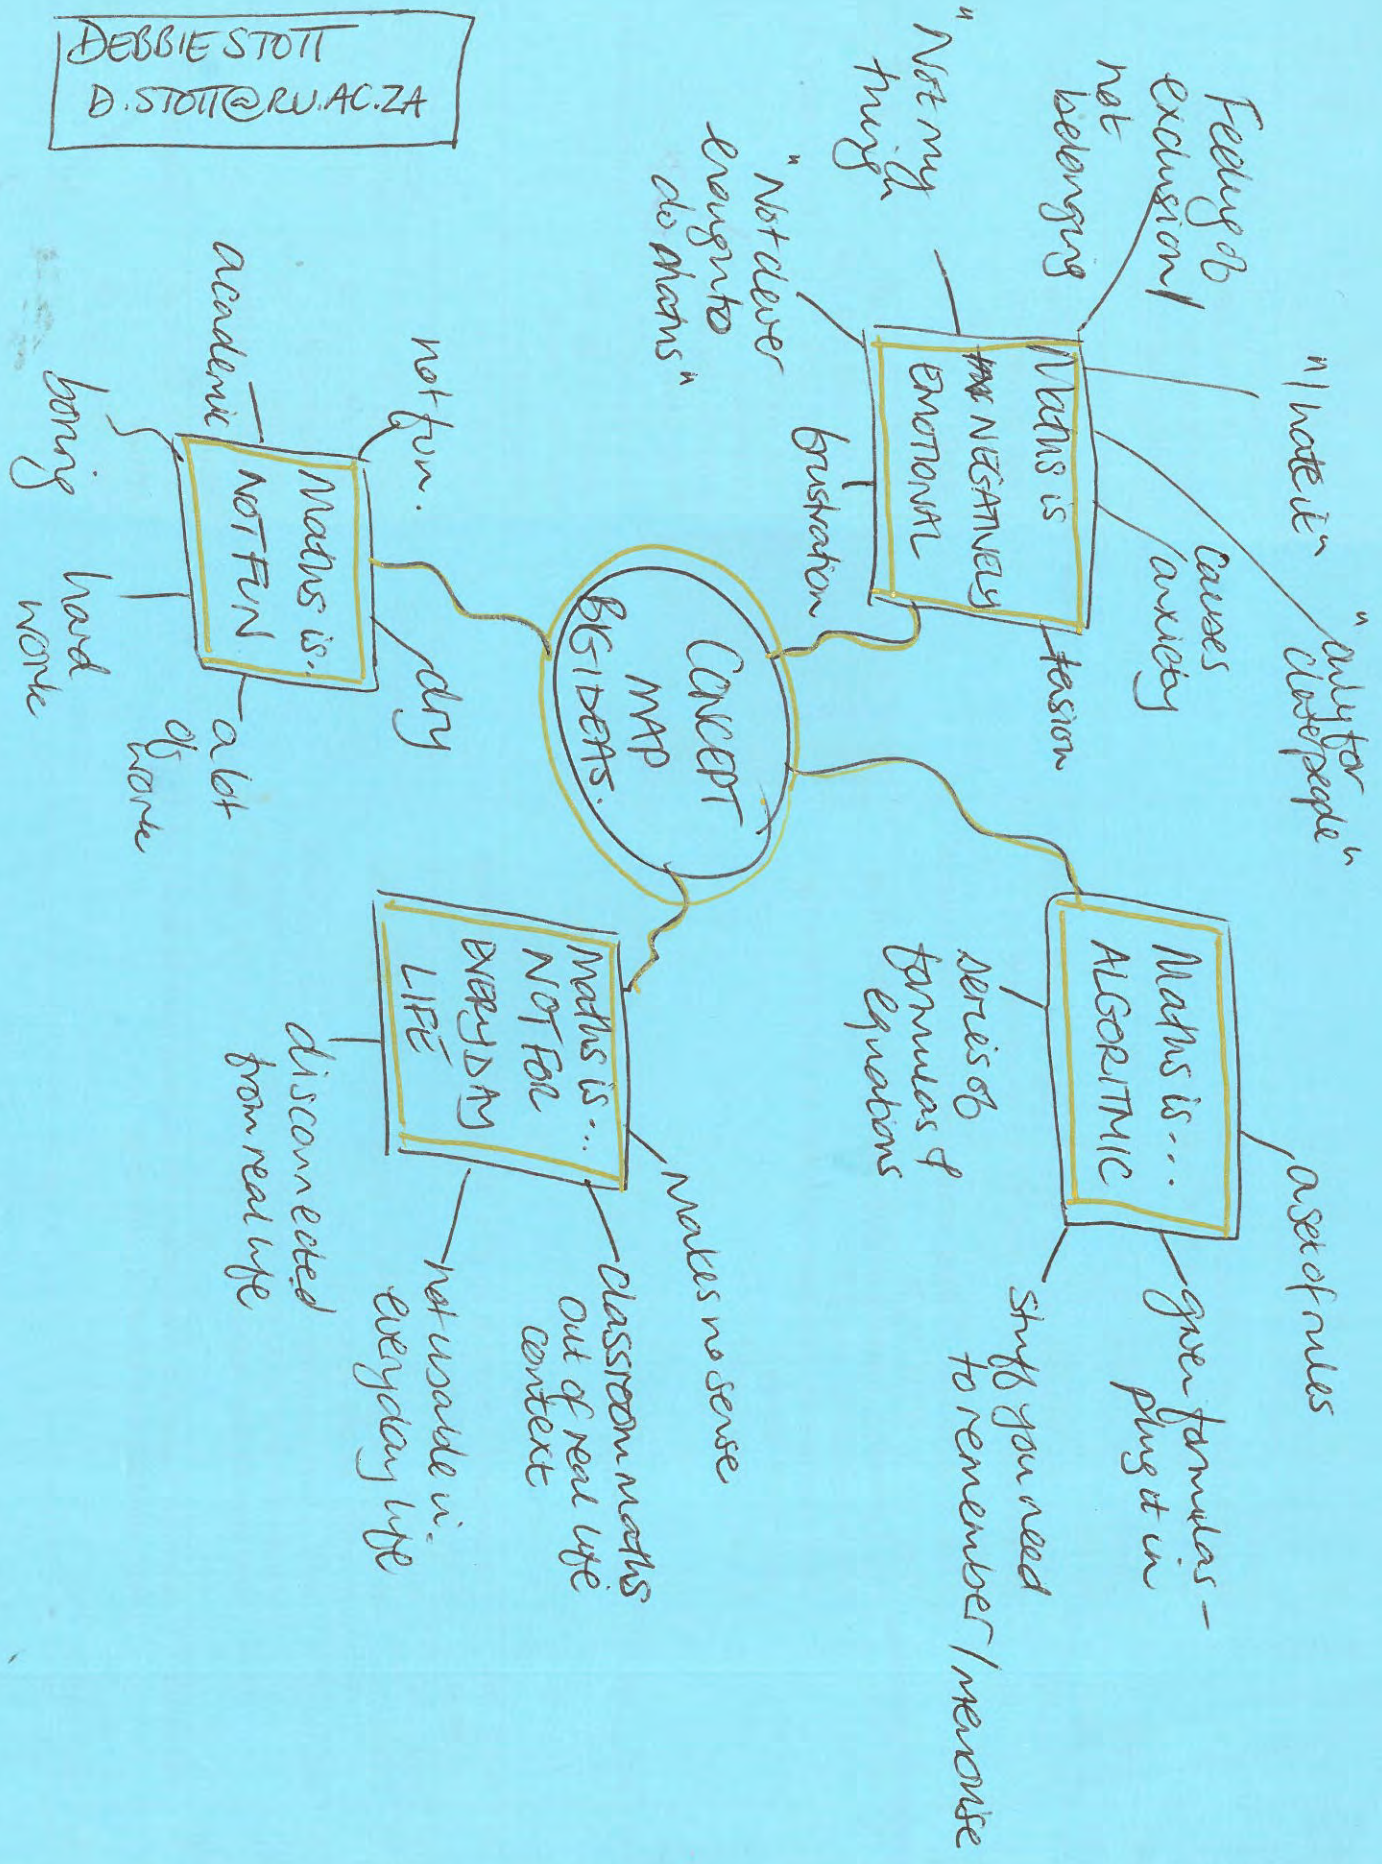 DEBBIE STOTT
D.STOTT@RU.AC.ZA
CONCEPT
MAP
BIG IDEAS.
Maths is
NEGATIVELY
EMOTIONAL
Feeling of
exclusion/
not
belonging
"I hate it"
"only for
people"
causes
anxiety
tension
frustration
"Not clever
enough to
do maths"
"Not my
thing
Maths is...
ALGORITMIC
a set of rules
given formulas -
plug it in
stuff you need
to remember/memorise
series of
formulas &
equations
Maths is...
NOT FOR
EVERYDAY
LIFE
makes no sense
classroom maths
out of real life
context
not usable in
everyday life
disconnected
from real life
Maths is..
NOT FUN
not fun.
dry
a lot
of
work
hard
work
boring
academic